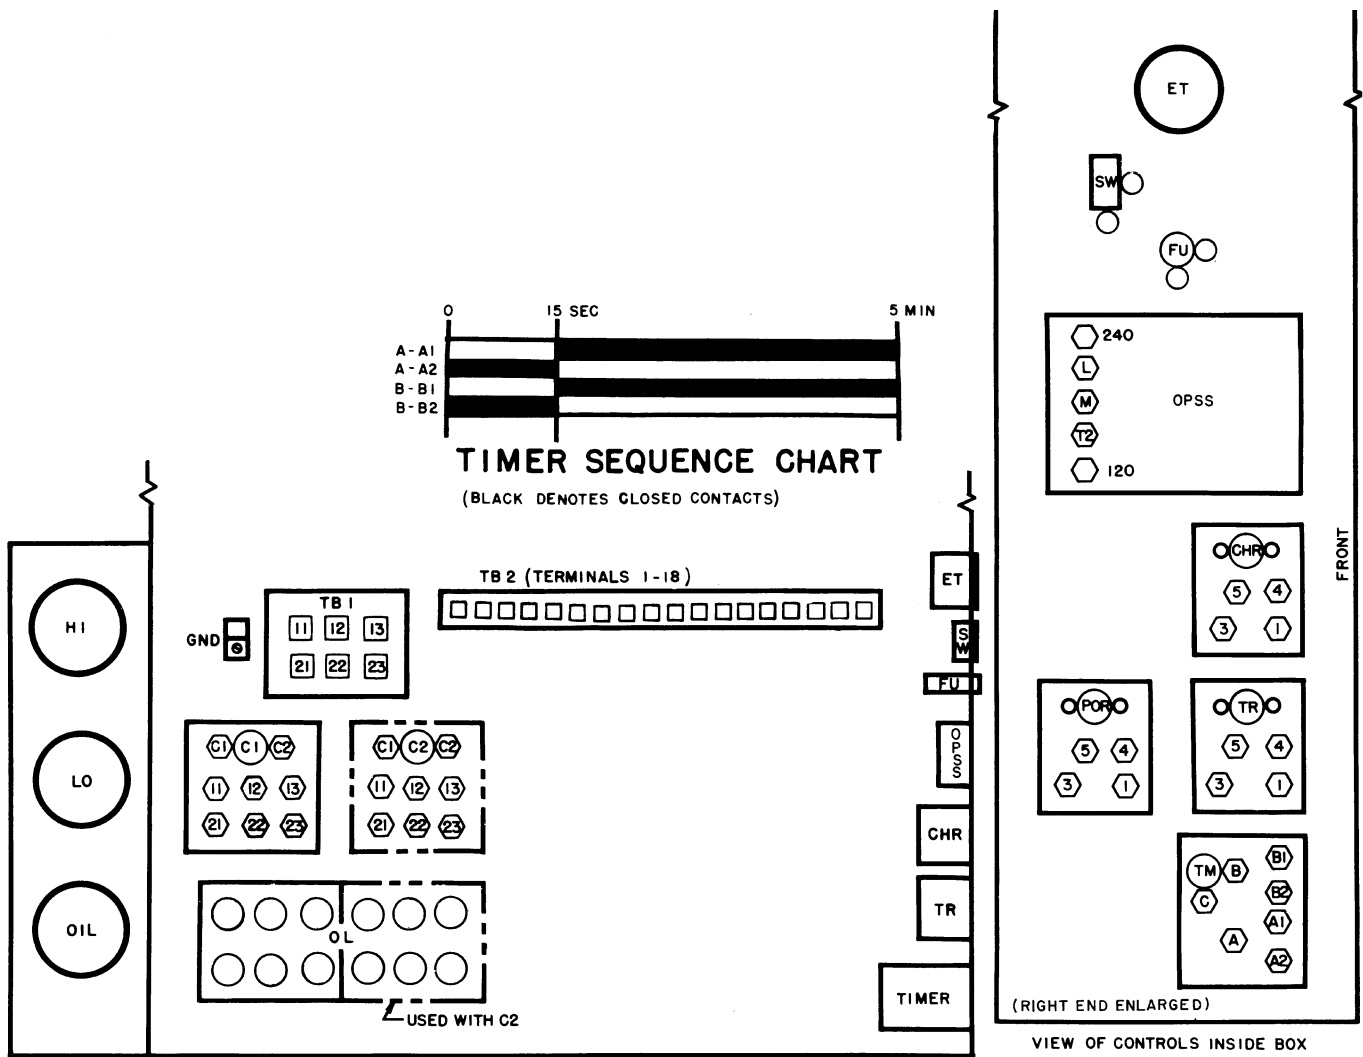 ET
SW
FU
0 15 SEC 5 MIN
A-A1
A-A2
B-B1
B-B2
TIMER SEQUENCE CHART
(BLACK DENOTES CLOSED CONTACTS)
240
L
M
T2
120
OPSS
FRONT
CHR
5 4
3 1
POR
5 4
3 1
TR
5 4
3 1
TM B B1
C B2
A A1
A2
(RIGHT END ENLARGED)
VIEW OF CONTROLS INSIDE BOX
HI
LO
OIL
GND
TB1
11 12 13
21 22 23
TB2 (TERMINALS 1-18)
C1 C1 C2
11 12 13
21 22 23
C1 C2 C2
11 12 13
21 22 23
OL
USED WITH C2
ET
SW
FU
OPSS
CHR
TR
TIMER